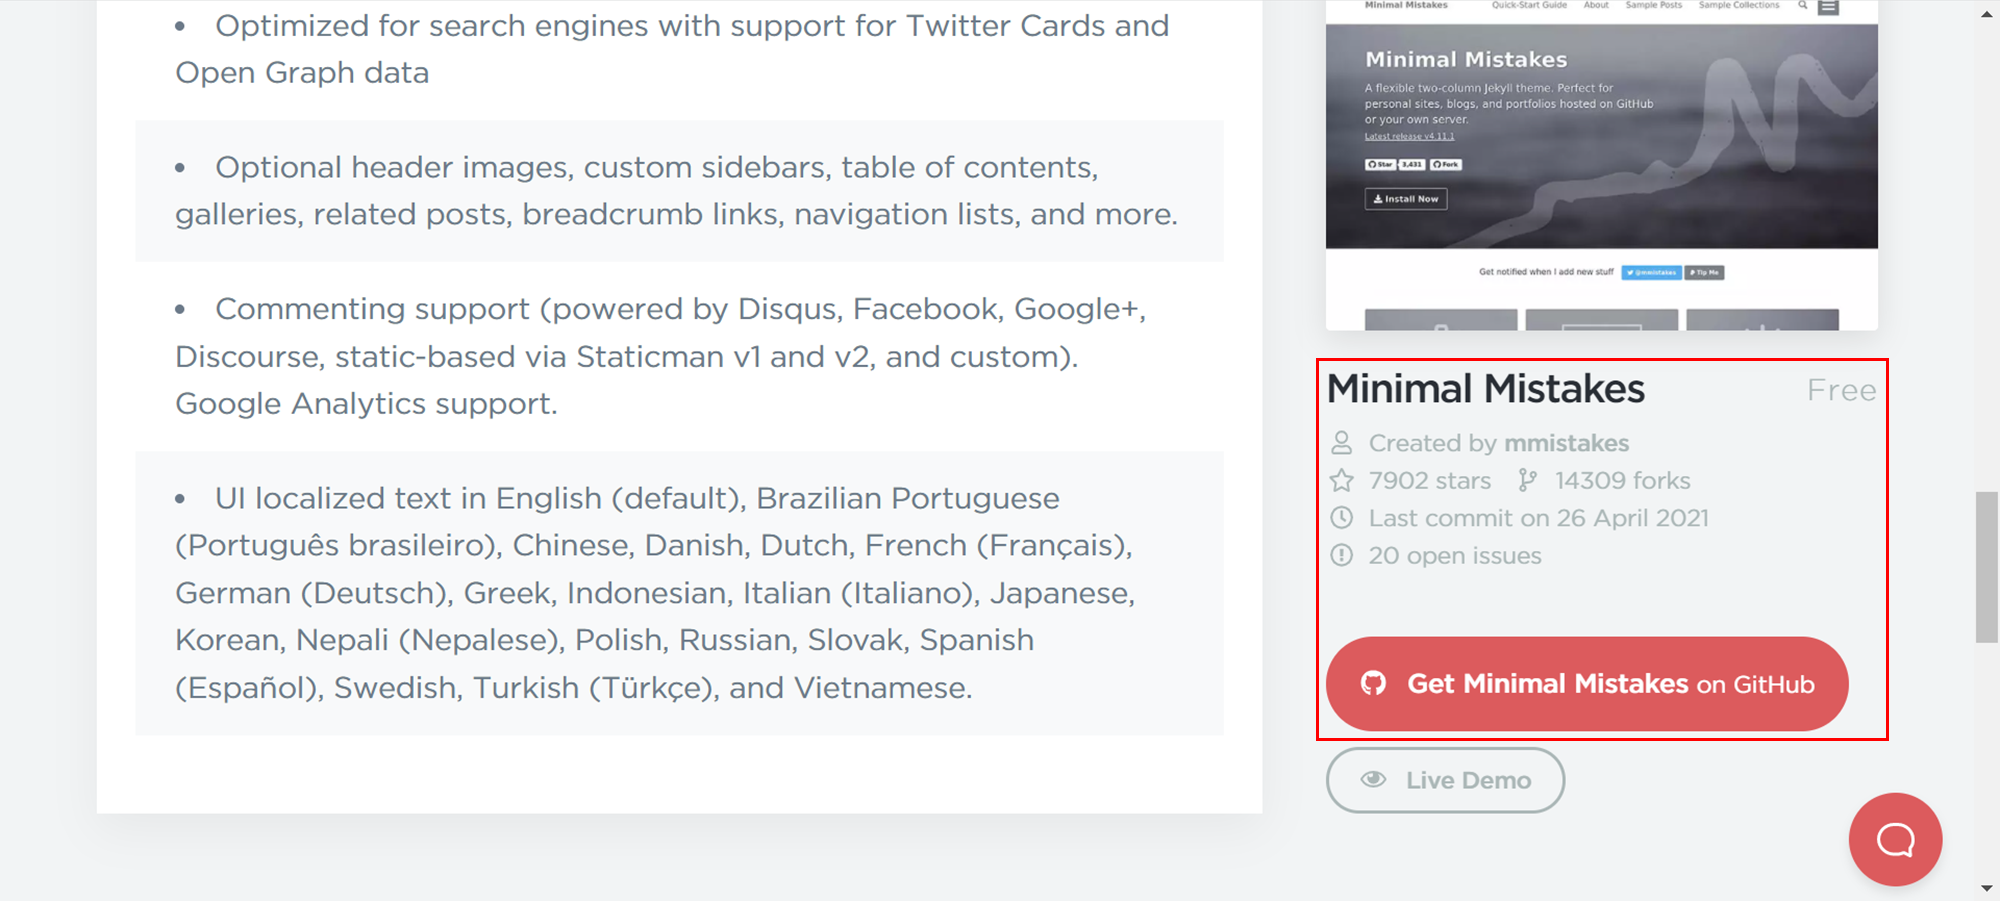 • Optimized for search engines with support for Twitter Cards and
Open Graph data
• Optional header images, custom sidebars, table of contents,
galleries, related posts, breadcrumb links, navigation lists, and more.
• Commenting support (powered by Disqus, Facebook, Google+,
Discourse, static-based via Staticman v1 and v2, and custom).
Google Analytics support.
• UI localized text in English (default), Brazilian Portuguese
(Português brasileiro), Chinese, Danish, Dutch, French (Français),
German (Deutsch), Greek, Indonesian, Italian (Italiano), Japanese,
Korean, Nepali (Nepalese), Polish, Russian, Slovak, Spanish
(Español), Swedish, Turkish (Türkçe), and Vietnamese.
Minimal Mistakes Quick-Start Guide About Sample Posts Sample Collections
Minimal Mistakes
A flexible two-column Jekyll theme. Perfect for
personal sites, blogs, and portfolios hosted on GitHub
or your own server.
Latest release v4.11.1
Star 3,431 Fork
Install Now
Get notified when I add new stuff @mmistakes Tip Me
Minimal Mistakes Free
Created by mmistakes
7902 stars 14309 forks
Last commit on 26 April 2021
20 open issues
Get Minimal Mistakes on GitHub
Live Demo